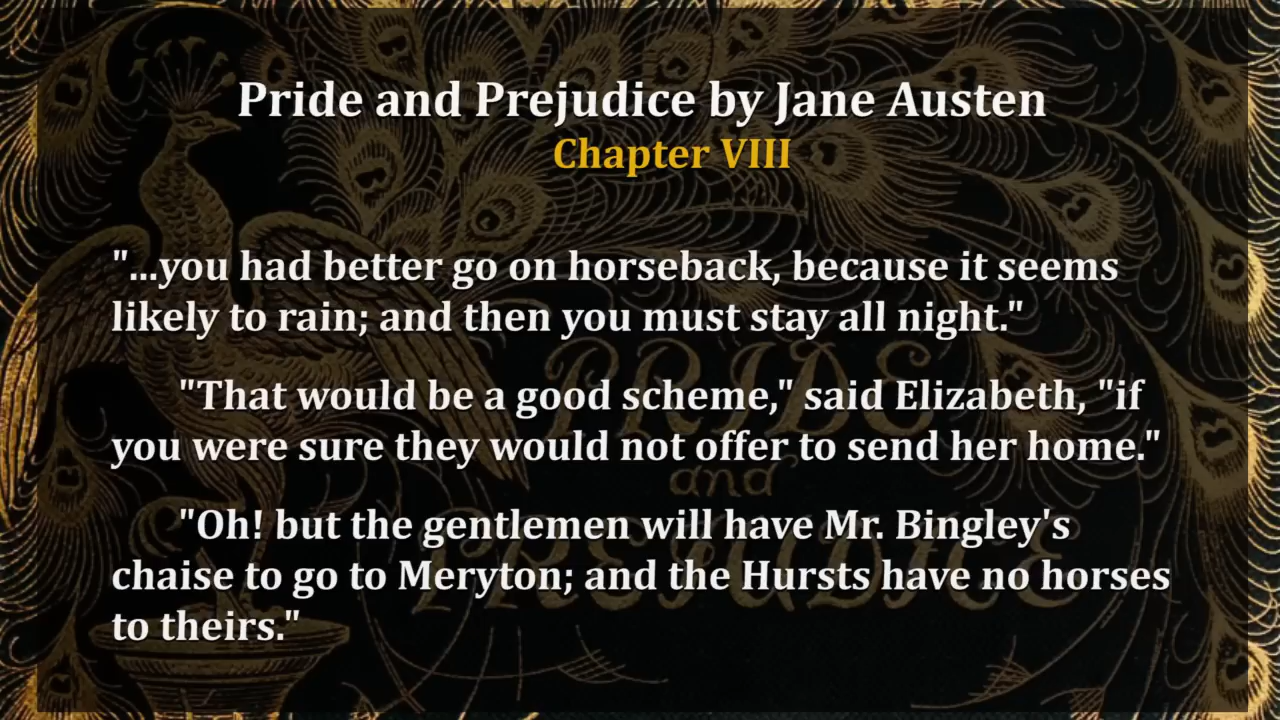 Pride and Prejudice by Jane Austen
Chapter VIII
"...you had better go on horseback, because it seems
likely to rain; and then you must stay all night."
"That would be a good scheme," said Elizabeth, "if
you were sure they would not offer to send her home."
"Oh! but the gentlemen will have Mr. Bingley's
chaise to go to Meryton; and the Hursts have no horses
to theirs."
PRIDE
and
PREJUDICE